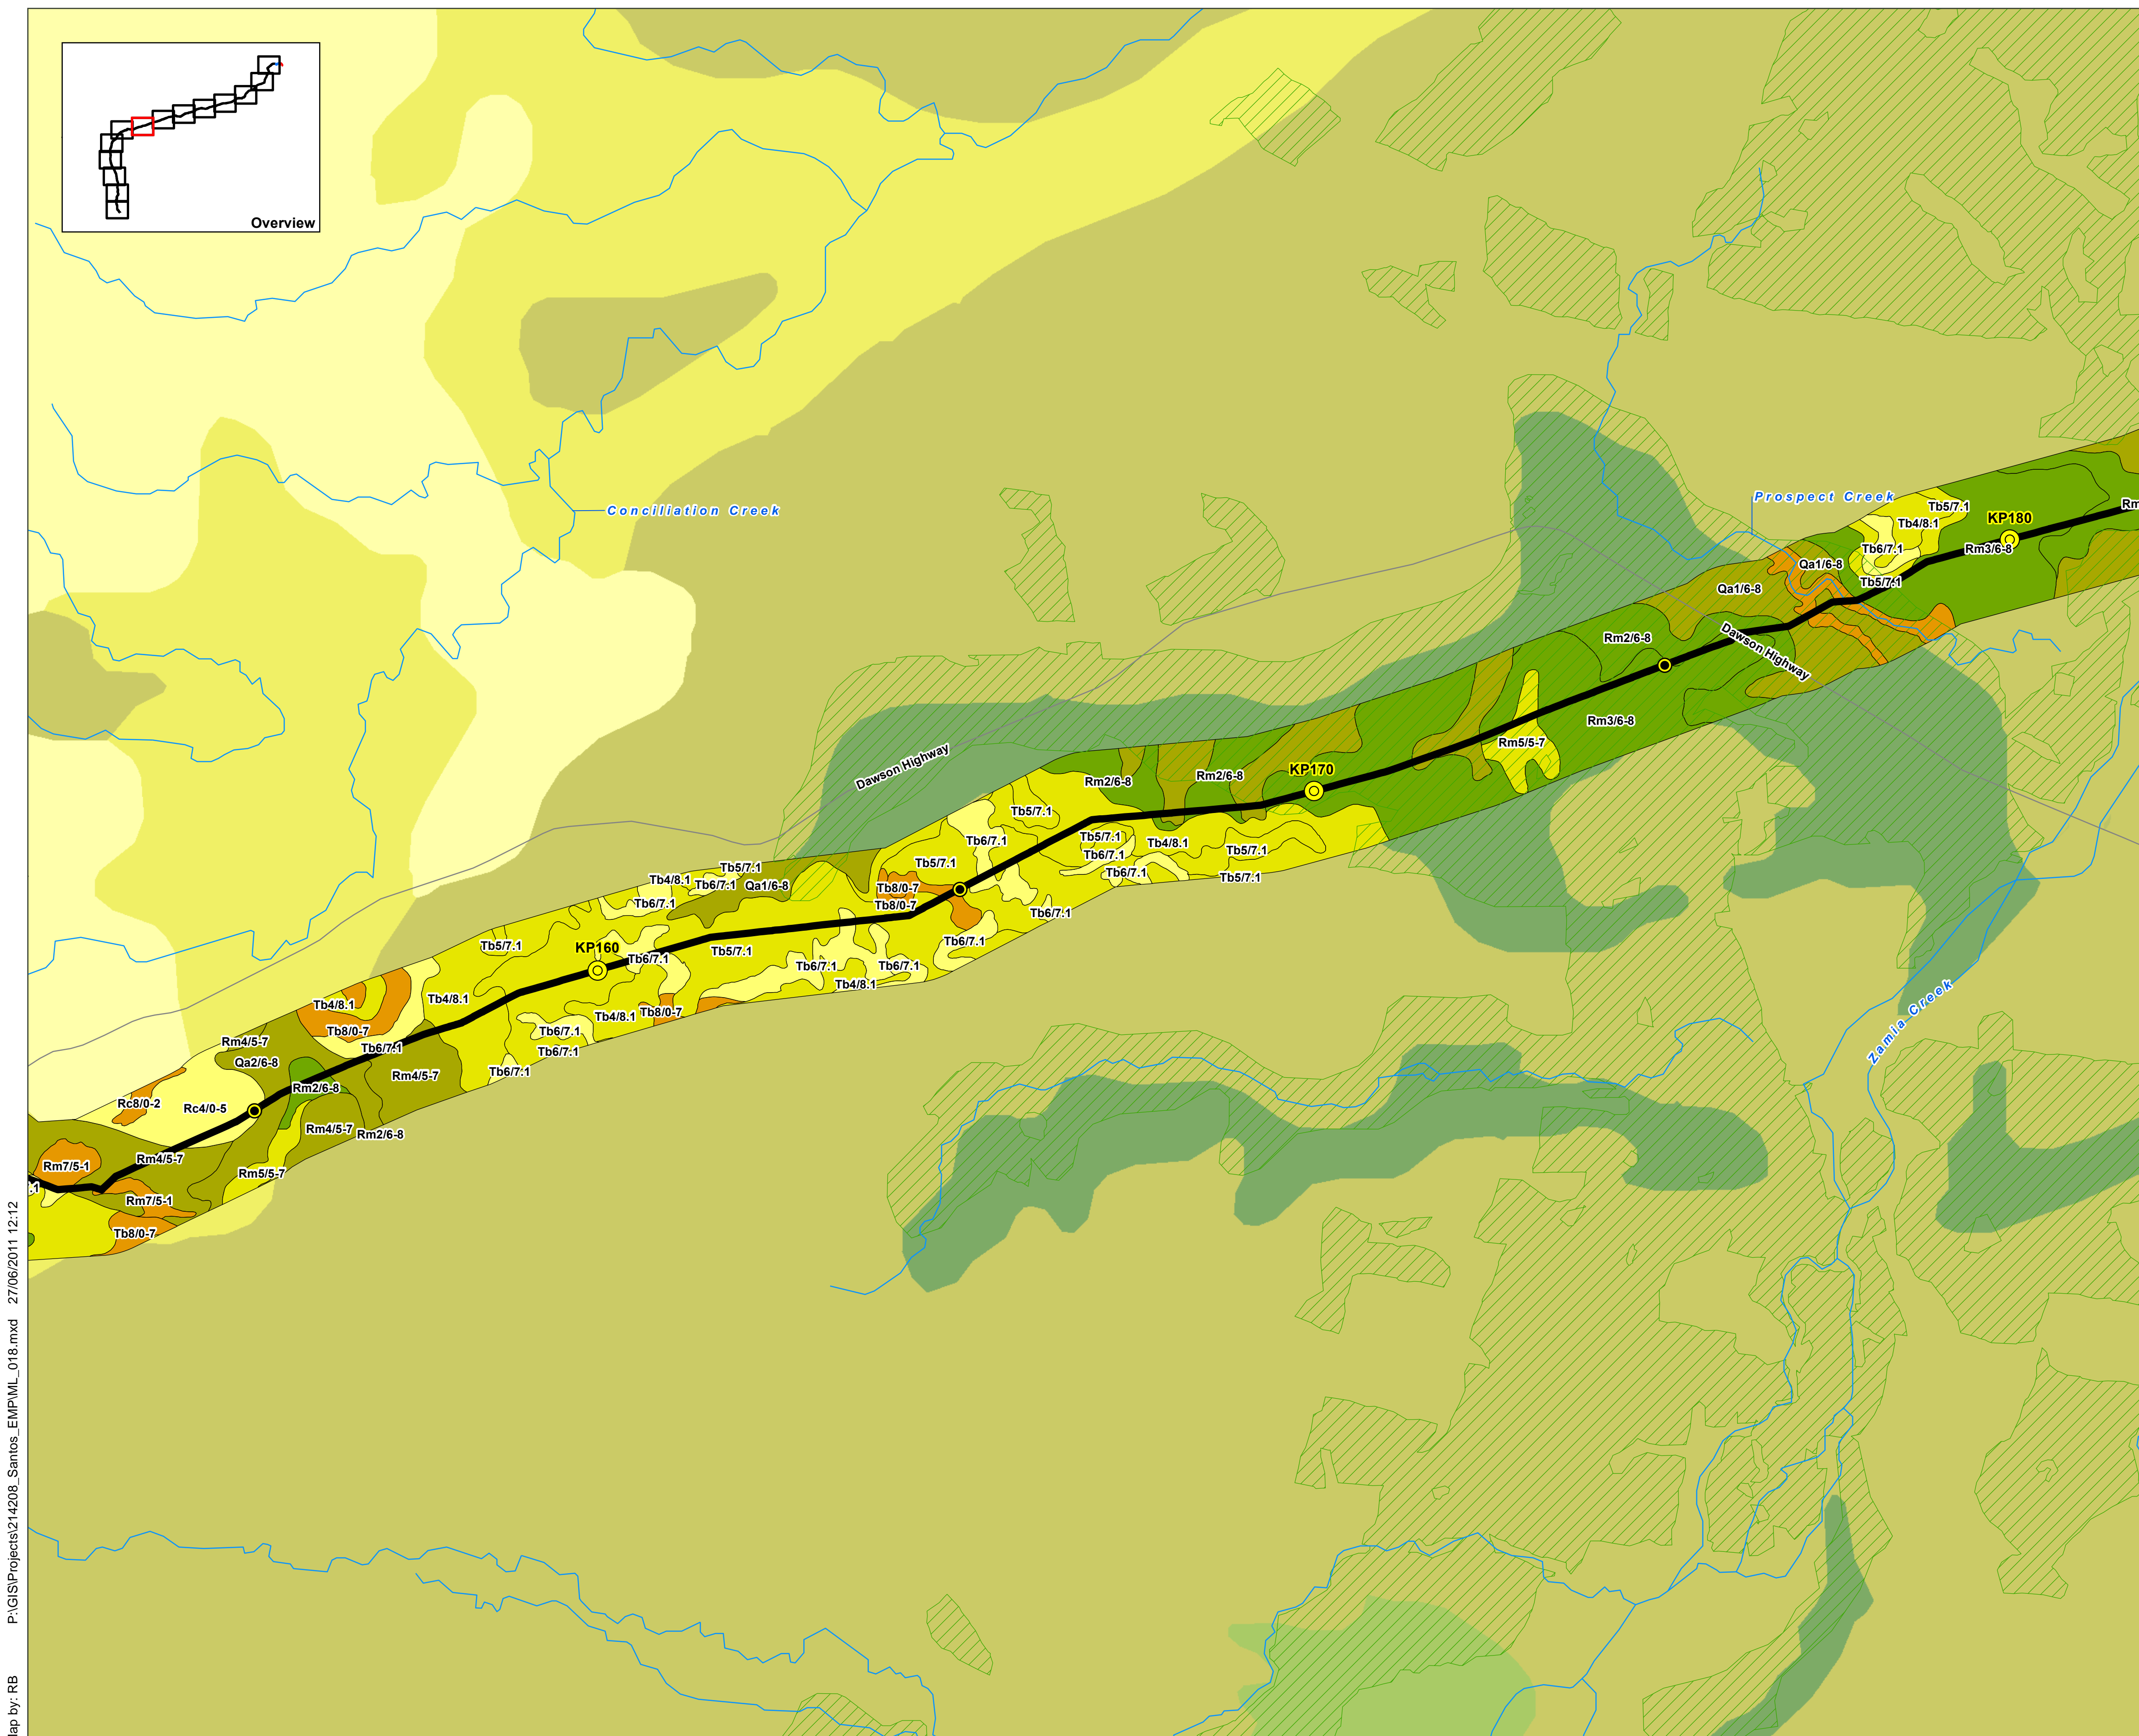 Overview
Conciliation Creek
Prospect Creek
Tb5/7.1
KP180
Rm
Tb4/8.1
Tb6/7.1
Rm3/6-8
Qa1/6-8
Tb5/7.1
Qa1/6-8
Dawson Highway
Rm2/6-8
Rm3/6-8
Rm5/5-7
Dawson Highway
KP170
Rm2/6-8
Rm2/6-8
Tb5/7.1
Tb6/7.1
Tb5/7.1
Tb4/8.1
Tb6/7.1
Tb5/7.1
Tb5/7.1
Tb6/7.1
Tb5/7.1
Tb5/7.1
Tb4/8.1
Tb6/7.1
Qa1/6-8
Tb8/0-7
Tb6/7.1
Tb8/0-7
Tb6/7.1
KP160
Tb5/7.1
Tb5/7.1
Tb6/7.1
Tb6/7.1
Tb6/7.1
Tb6/7.1
Tb4/8.1
Tb4/8.1
Tb4/8.1
Tb8/0-7
Tb4/8.1
Tb8/0-7
Tb6/7.1
Tb6/7.1
Tb6/7.1
Tb6/7.1
Zamia Creek
Rm4/5-7
Qa2/6-8
Rm4/5-7
Rm2/6-8
Rc8/0-2
Rc4/0-5
Rm4/5-7
Rm2/6-8
Rm4/5-7
Rm7/5-1
Rm5/5-7
.1
Rm7/5-1
Tb8/0-7
ap by: RB P:\GIS\Projects\214208_Santos_EMP\ML_018.mxd 27/06/2011 12:12